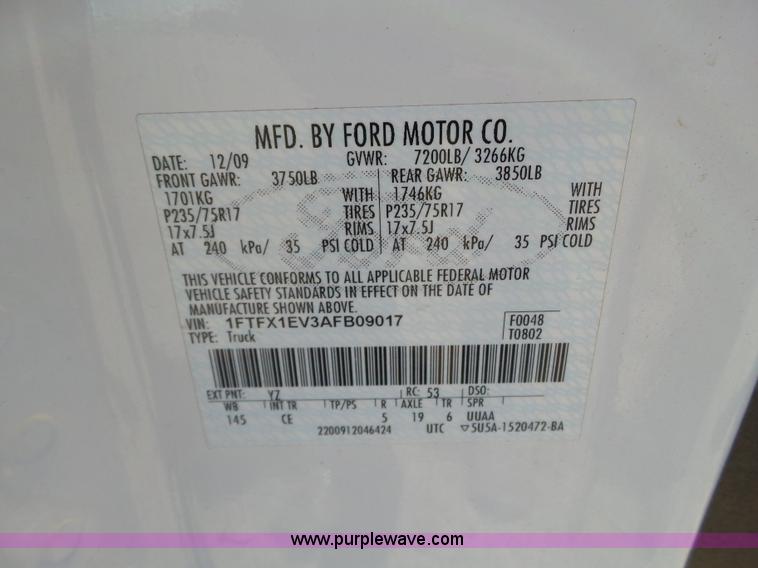 MFD. BY FORD MOTOR CO.
DATE: 12/09 GVWR: 7200LB/ 3266KG
FRONT GAWR: 3750LB REAR GAWR: 3850LB
1701KG WITH 1746KG WITH
P235/75R17 TIRES P235/75R17 TIRES
17x7.5J RIMS 17x7.5J RIMS
AT 240 kPa/ 35 PSI COLD AT 240 kPa/ 35 PSI COLD
THIS VEHICLE CONFORMS TO ALL APPLICABLE FEDERAL MOTOR
VEHICLE SAFETY STANDARDS IN EFFECT ON THE DATE OF
MANUFACTURE SHOWN ABOVE.
VIN: 1FTFX1EV3AFB09017 F0048
TYPE: Truck T0802
EXT PNT: YZ RC: 53 DSO:
WB INT TR TP/PS R AXLE TR SPR
145 CE 5 19 6 UUAA
2200912046424 UTC ▽5U5A-1520472-BA
Ford
www.purplewave.com